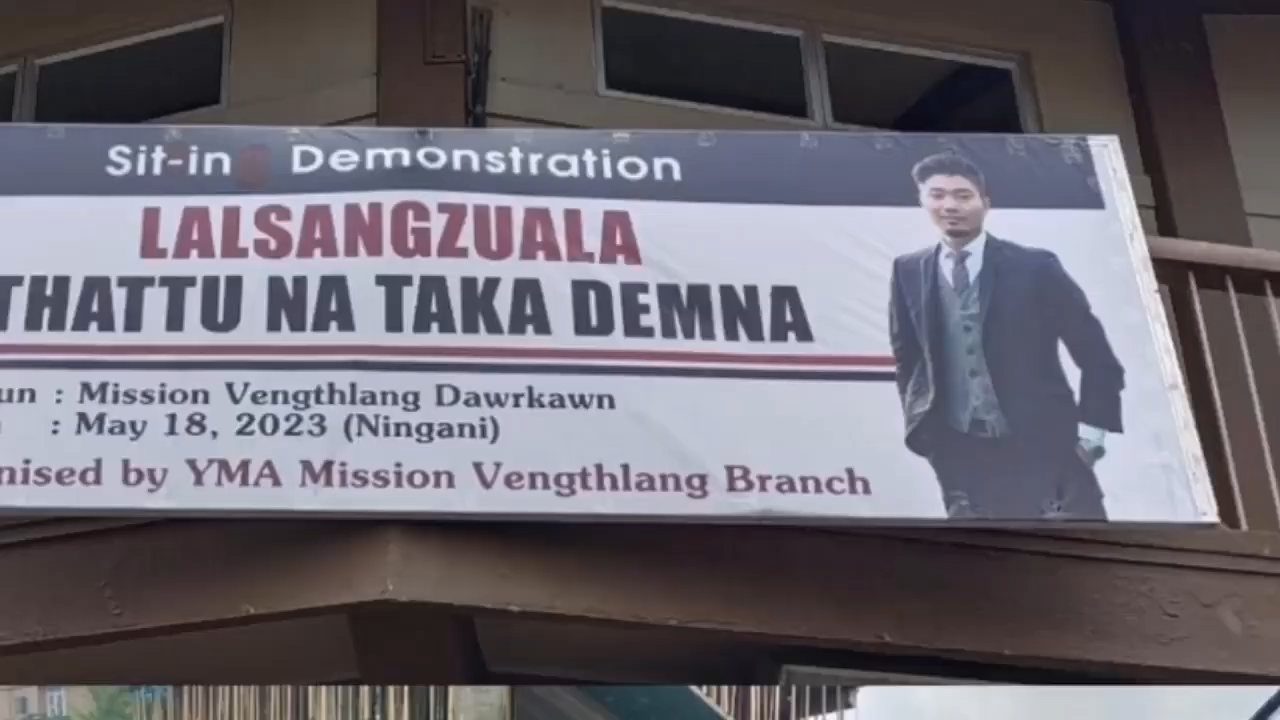 Sit-in Demonstration
LALSANGZUALA
THATTU NA TAKA DEMNA
un : Mission Vengthlang Dawrkawn
: May 18, 2023 (Ningani)
nised by YMA Mission Vengthlang Branch